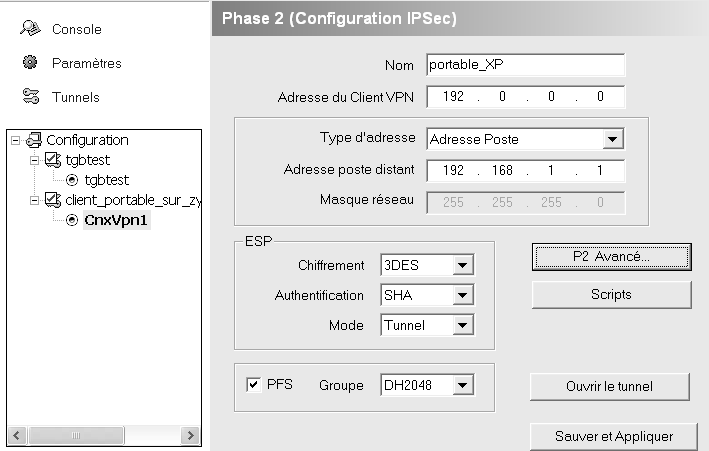 Console
Paramètres
Tunnels
Configuration
tgbtest
tgbtest
client_portable_sur_zy
CnxVpn1
Phase 2 (Configuration IPSec)
Nom portable_XP
Adresse du Client VPN 192 . 0 . 0 . 0
Type d'adresse Adresse Poste
Adresse poste distant 192 . 168 . 1 . 1
Masque réseau 255 . 255 . 255 . 0
ESP
Chiffrement 3DES
Authentification SHA
Mode Tunnel
P2 Avancé...
Scripts
PFS Groupe DH2048
Ouvrir le tunnel
Sauver et Appliquer